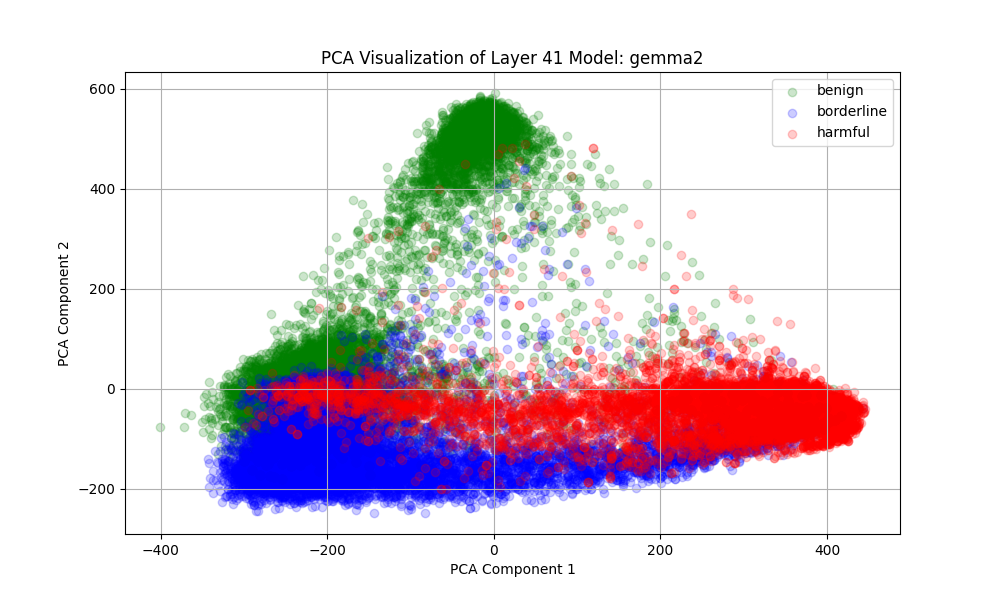 PCA Visualization of Layer 41 Model: gemma2
benign
borderline
harmful
600
400
200
0
−200
PCA Component 2
−400
−200
0
200
400
PCA Component 1